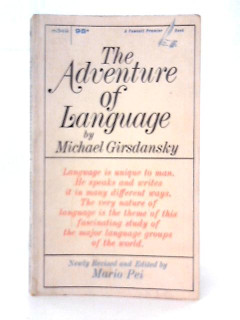 95¢
A Fawcett Premier Book
The
Adventure
of
Language
by
Michael Girsdansky
Language is unique to man.
He speaks and writes
it in many different ways.
The very nature of
language is the theme of this
fascinating study of
the major language groups
of the world.
Newly Revised and Edited by
Mario Pei